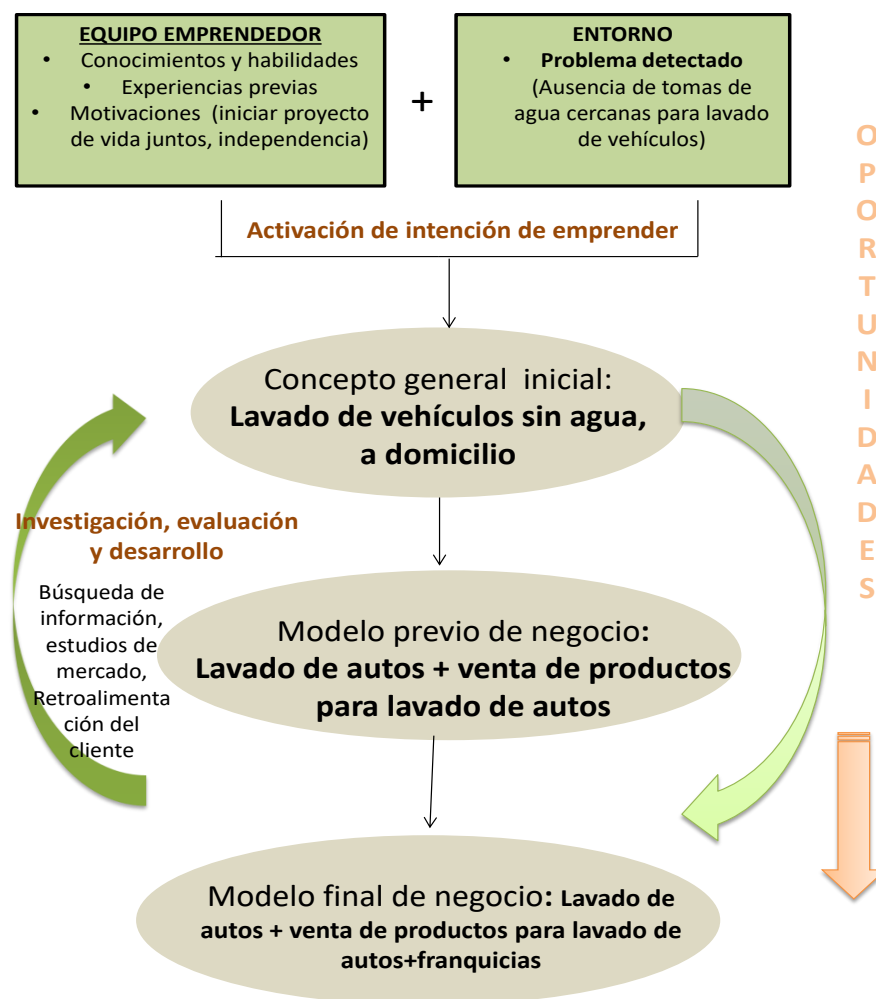 EQUIPO EMPRENDEDOR
• Conocimientos y habilidades
• Experiencias previas
• Motivaciones (iniciar proyecto
de vida juntos, independencia)
+
ENTORNO
• Problema detectado
(Ausencia de tomas de
agua cercanas para lavado
de vehículos)
Activación de intención de emprender
Concepto general inicial:
Lavado de vehículos sin agua,
a domicilio
Investigación, evaluación
y desarrollo
Búsqueda de
información,
estudios de
mercado,
Retroalimenta
ción del
cliente
Modelo previo de negocio:
Lavado de autos + venta de productos
para lavado de autos
Modelo final de negocio: Lavado de
autos + venta de productos para lavado de
autos+franquicias
O
P
O
R
T
U
N
I
D
A
D
E
S